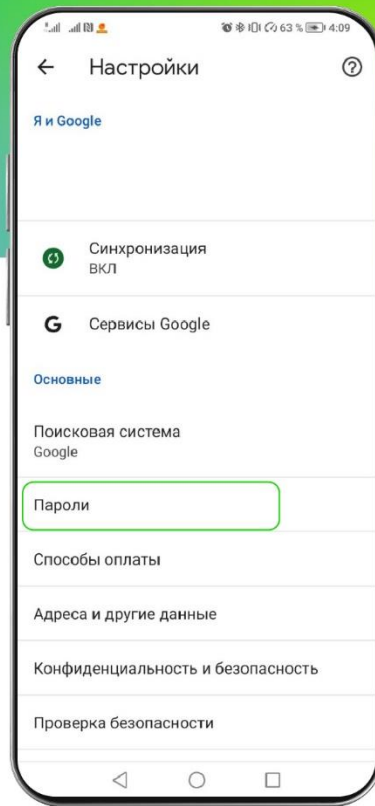 63 % 4:09
Настройки
Я и Google
Синхронизация
ВКЛ
G Сервисы Google
Основные
Поисковая система
Google
Пароли
Способы оплаты
Адреса и другие данные
Конфиденциальность и безопасность
Проверка безопасности